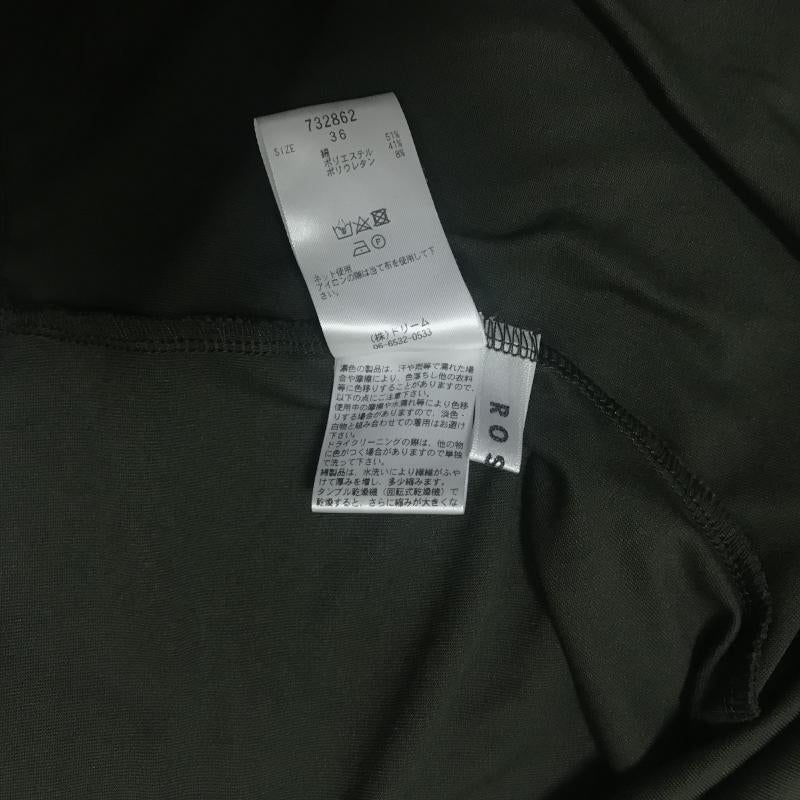 732862
SIZE 36
綿 51%
ポリエステル 41%
ポリウレタン 8%
ネット使用
アイロンの際は当て布を使用して下
さい。
(株)ドリーム
06-6532-0533
濃色の製品は、汗や雨等で濡れた場
合や摩擦により、色落ちし他の衣料
等に色移りすることがありますので、
以下の点にご注意下さい。
使用中の摩擦や水濡れ等により色移
りする場合がありますので、淡色・
白物と組み合わせての着用はお避け
下さい。
ドライクリーニングの際は、他の物
に色がつく場合がありますので単独
で洗って下さい。
綿製品は、水洗いにより繊維がふや
けて厚みを増し、多少縮みます。
タンブル乾燥機(回転式乾燥機)で
乾燥すると、さらに縮みが大きくな
ROS